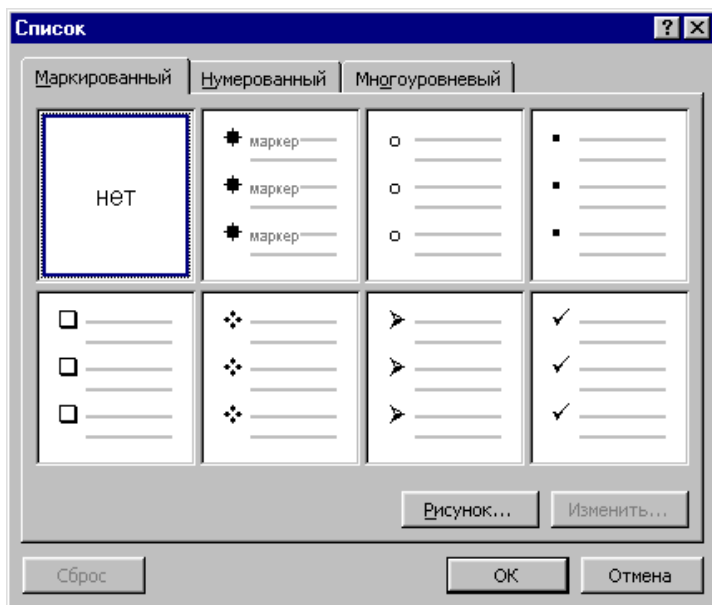 Список
Маркированный Нумерованный Многоуровневый
нет
маркер
маркер
маркер
Рисунок... Изменить...
Сброс ОК Отмена